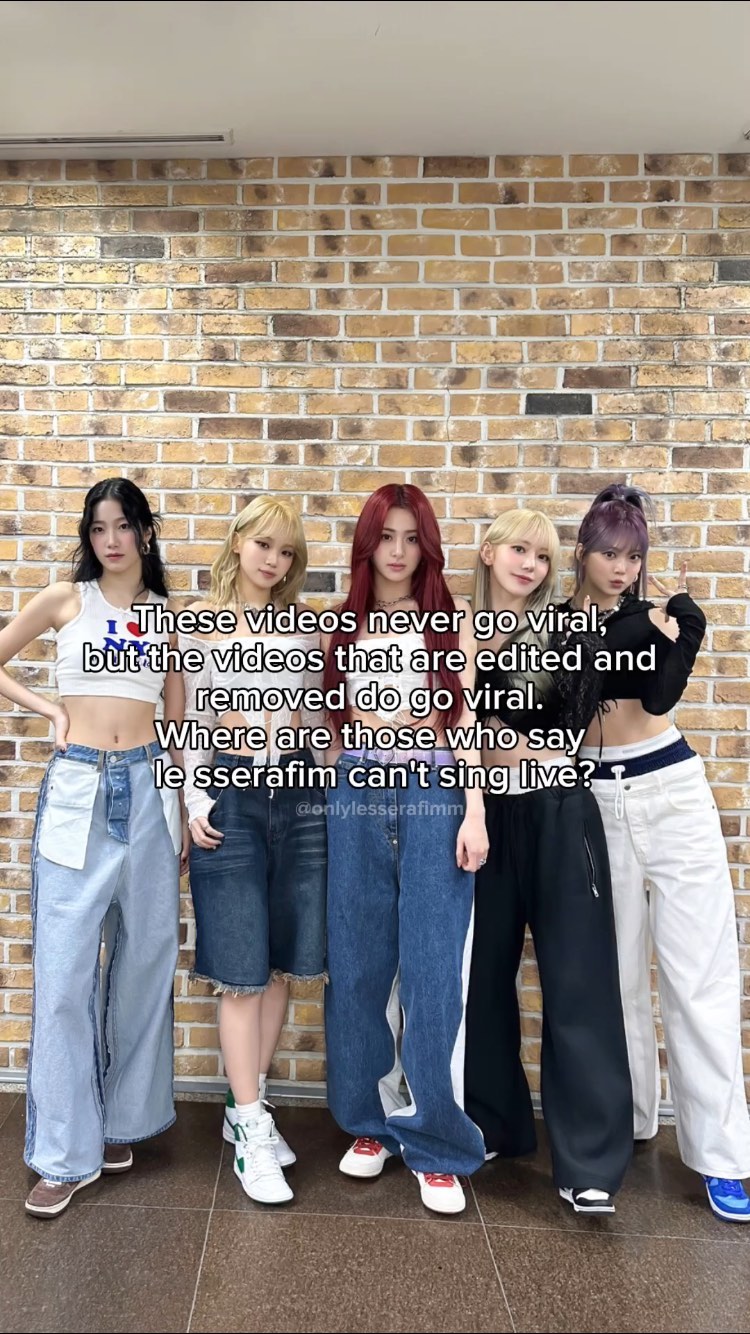 I ❤ NY
These videos never go viral,
but the videos that are edited and
removed do go viral.
Where are those who say
le sserafim can't sing live?
@onlylesserafimm